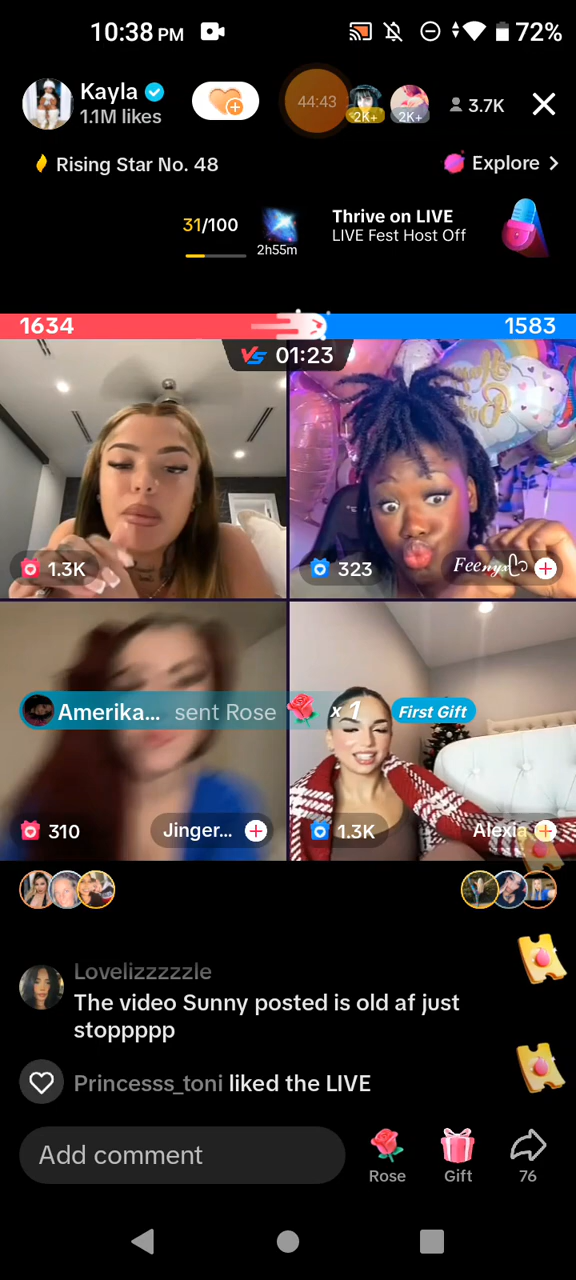 10:38 PM
72%
Kayla
1.1M likes
44:43
2K+
2K+
3.7K
Rising Star No. 48
Explore
31/100
2h55m
Thrive on LIVE
LIVE Fest Host Off
1634
1583
VS 01:23
1.3K
323
Feenyx
Amerika... sent Rose x 1
First Gift
310
Jinger...
1.3K
Alexia
Lovelizzzzzle
The video Sunny posted is old af just
stoppppp
Princesss_toni liked the LIVE
Add comment
Rose
Gift
76